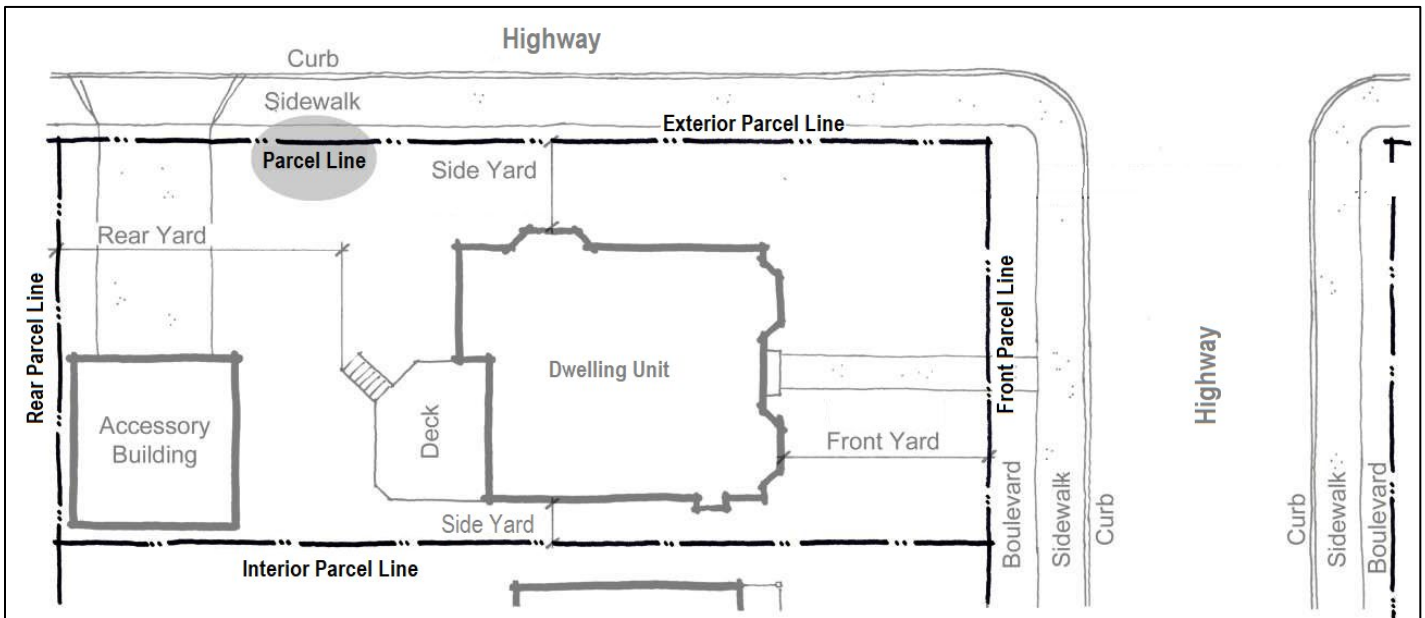 Highway
Curb
Sidewalk
Exterior Parcel Line
Parcel Line
Side Yard
Rear Yard
Rear Parcel Line
Front Parcel Line
Dwelling Unit
Highway
Accessory
Building
Deck
Front Yard
Boulevard
Sidewalk
Curb
Curb
Sidewalk
Boulevard
Side Yard
Interior Parcel Line